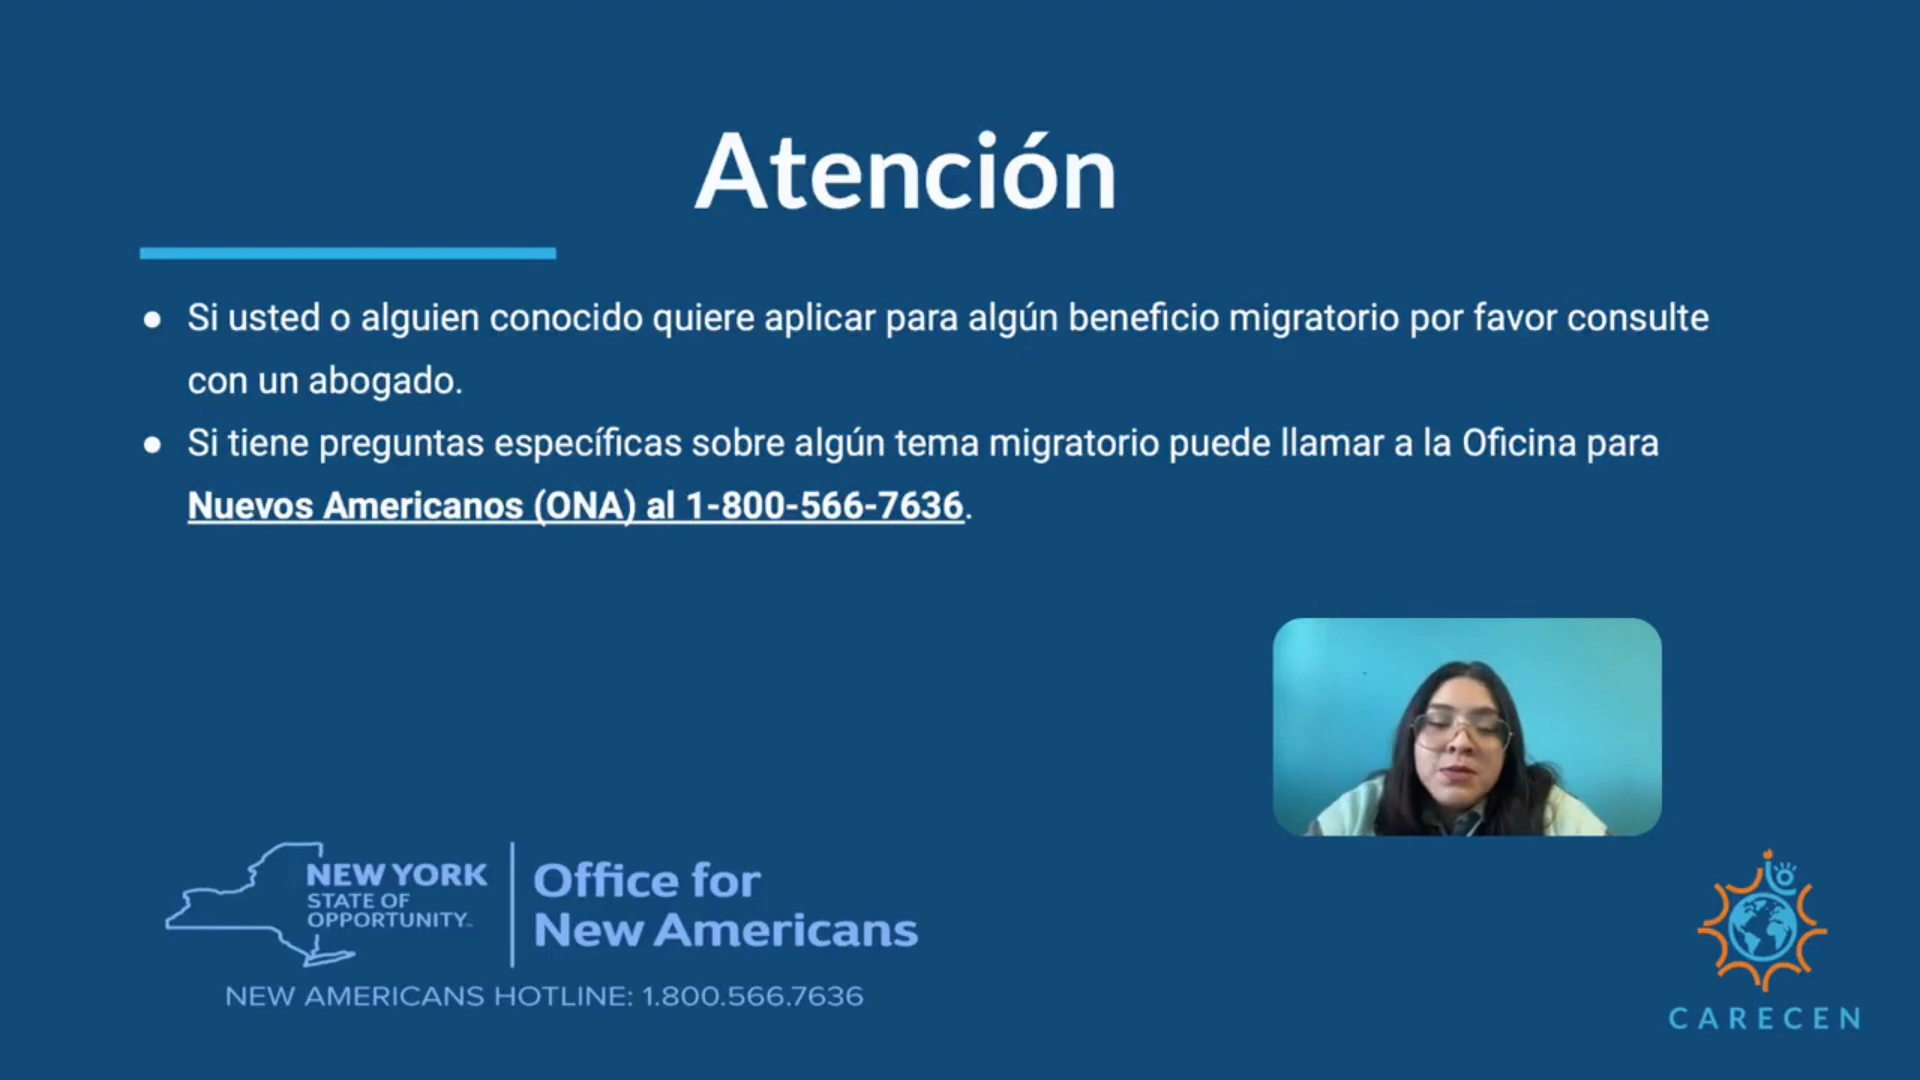 Atención
● Si usted o alguien conocido quiere aplicar para algún beneficio migratorio por favor consulte
con un abogado.
● Si tiene preguntas específicas sobre algún tema migratorio puede llamar a la Oficina para
Nuevos Americanos (ONA) al 1-800-566-7636.
NEW YORK
STATE OF
OPPORTUNITY™
Office for
New Americans
NEW AMERICANS HOTLINE: 1.800.566.7636
CARECEN